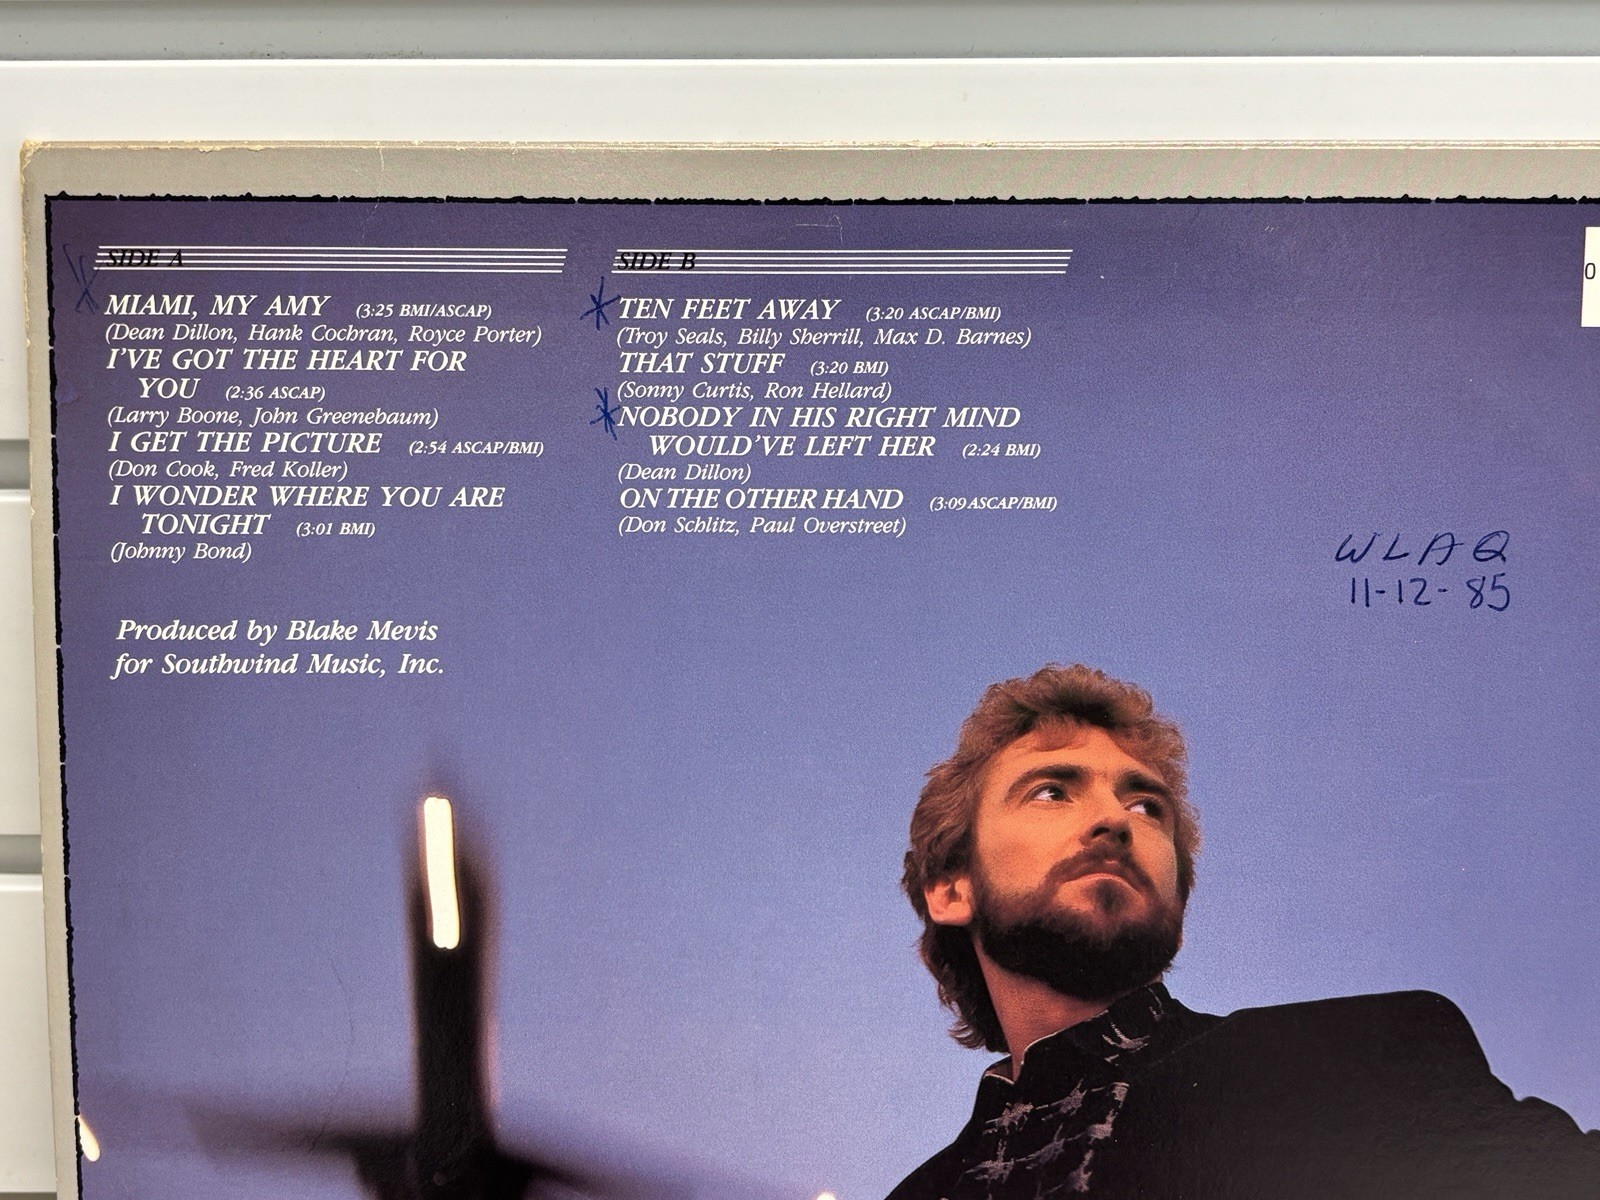 SIDE A
MIAMI, MY AMY (3:25 BMI/ASCAP)
(Dean Dillon, Hank Cochran, Royce Porter)
I'VE GOT THE HEART FOR
YOU (2:36 ASCAP)
(Larry Boone, John Greenebaum)
I GET THE PICTURE (2:54 ASCAP/BMI)
(Don Cook, Fred Koller)
I WONDER WHERE YOU ARE
TONIGHT (3:01 BMI)
(Johnny Bond)
Produced by Blake Mevis
for Southwind Music, Inc.
SIDE B
TEN FEET AWAY (3:20 ASCAP/BMI)
(Troy Seals, Billy Sherrill, Max D. Barnes)
THAT STUFF (3:20 BMI)
(Sonny Curtis, Ron Hellard)
NOBODY IN HIS RIGHT MIND
WOULD'VE LEFT HER (2:24 BMI)
(Dean Dillon)
ON THE OTHER HAND (3:09 ASCAP/BMI)
(Don Schlitz, Paul Overstreet)
WLAQ
11-12-85
0